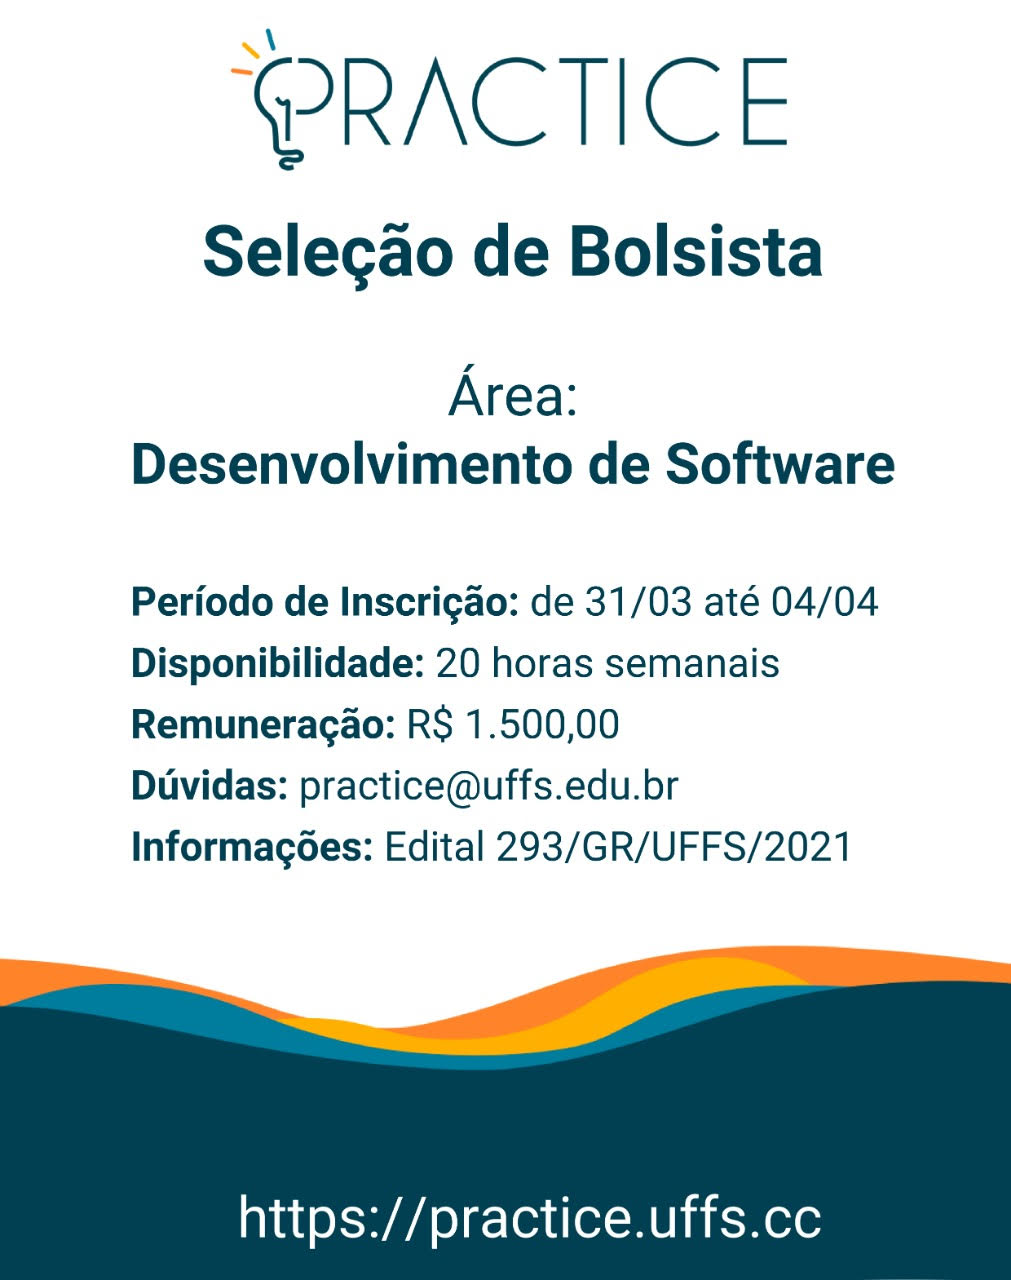 PRACTICE
Seleção de Bolsista
Área:
Desenvolvimento de Software
Período de Inscrição: de 31/03 até 04/04
Disponibilidade: 20 horas semanais
Remuneração: R$ 1.500,00
Dúvidas: practice@uffs.edu.br
Informações: Edital 293/GR/UFFS/2021
https://practice.uffs.cc